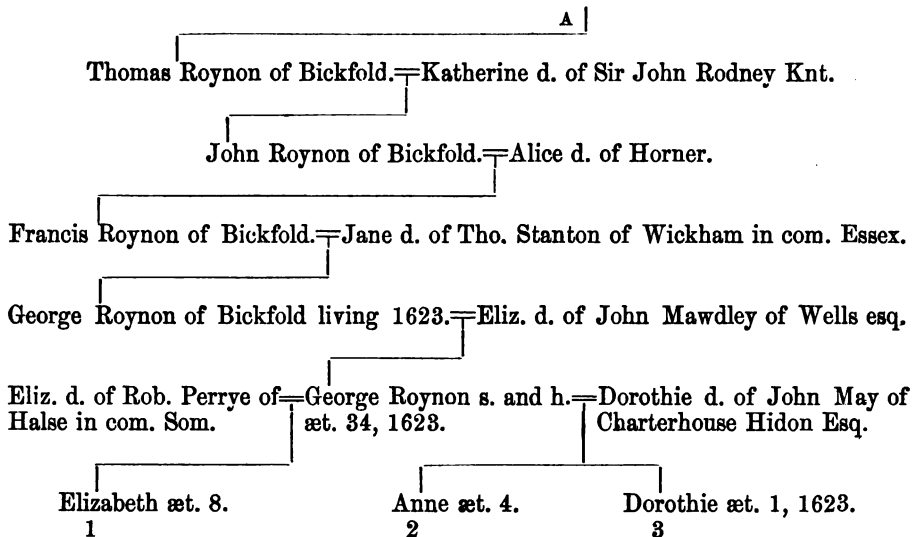 A
Thomas Roynon of Bickfold.=Katherine d. of Sir John Rodney Knt.
John Roynon of Bickfold.=Alice d. of Horner.
Francis Roynon of Bickfold.=Jane d. of Tho. Stanton of Wickham in com. Essex.
George Roynon of Bickfold living 1623.=Eliz. d. of John Mawdley of Wells esq.
Eliz. d. of Rob. Perrye of=George Roynon s. and h.=Dorothie d. of John May of
Halse in com. Som. æt. 34, 1623. Charterhouse Hidon Esq.
Elizabeth æt. 8. Anne æt. 4. Dorothie æt. 1, 1623.
1 2 3